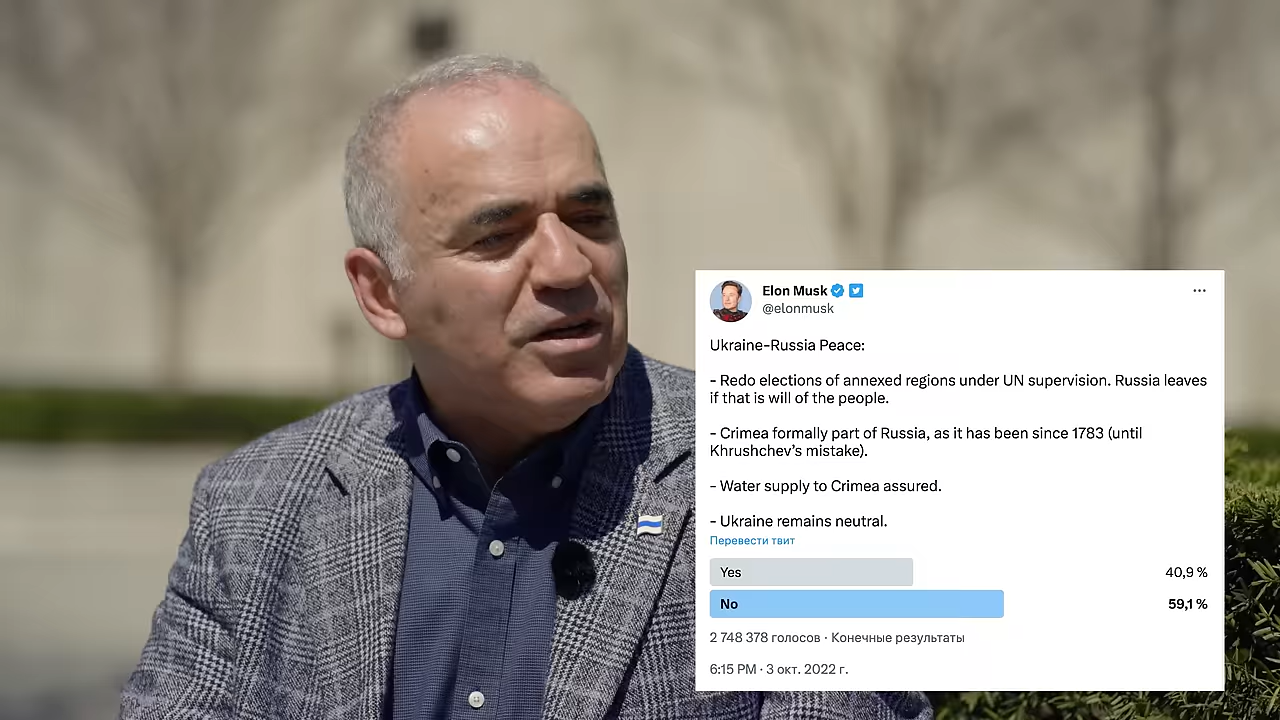 Elon Musk
@elonmusk
Ukraine–Russia Peace:
- Redo elections of annexed regions under UN supervision. Russia leaves
if that is will of the people.
- Crimea formally part of Russia, as it has been since 1783 (until
Khrushchev’s mistake).
- Water supply to Crimea assured.
- Ukraine remains neutral.
Перевести твит
Yes 40,9 %
No 59,1 %
2 748 378 голосов · Конечные результаты
6:15 PM · 3 окт. 2022 г.